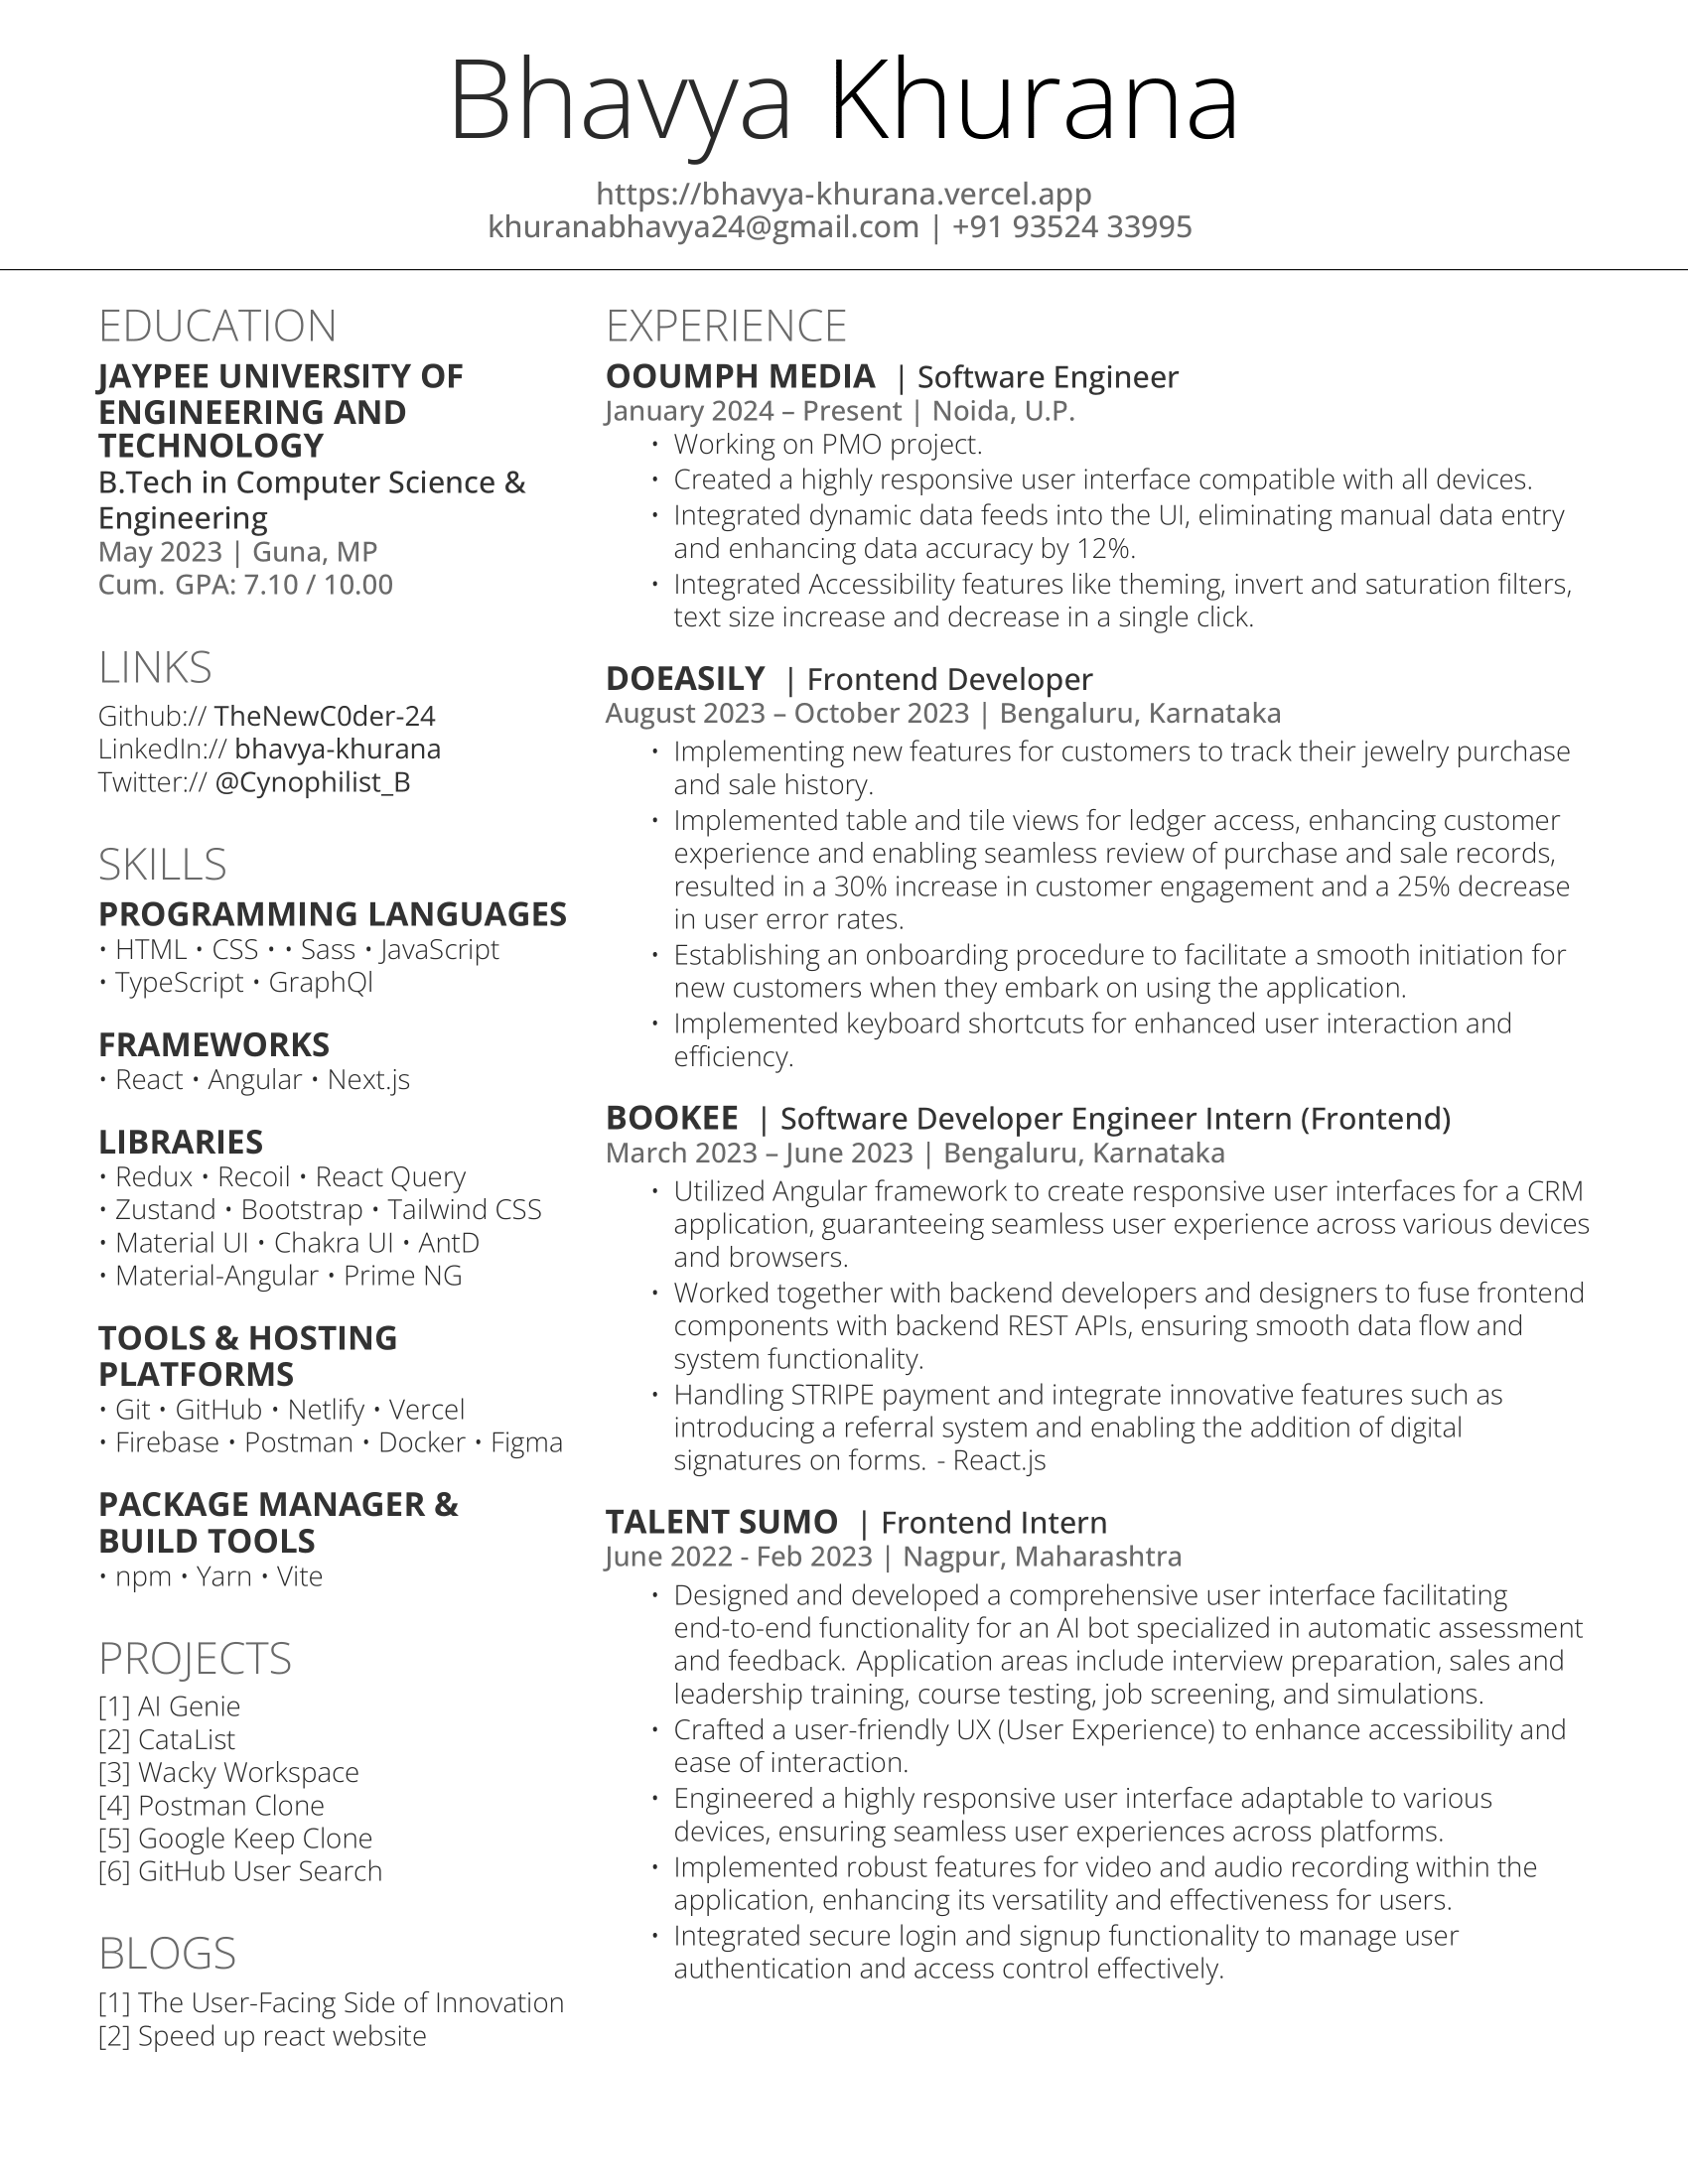 Bhavya Khurana
https://bhavya-khurana.vercel.app
khuranabhavya24@gmail.com | +91 93524 33995
EDUCATION
JAYPEE UNIVERSITY OF
ENGINEERING AND
TECHNOLOGY
B.Tech in Computer Science &
Engineering
May 2023 | Guna, MP
Cum. GPA: 7.10 / 10.00
LINKS
Github:// TheNewC0der-24
LinkedIn:// bhavya-khurana
Twitter:// @Cynophilist_B
SKILLS
PROGRAMMING LANGUAGES
• HTML • CSS • • Sass • JavaScript
• TypeScript • GraphQl
FRAMEWORKS
• React • Angular • Next.js
LIBRARIES
• Redux • Recoil • React Query
• Zustand • Bootstrap • Tailwind CSS
• Material UI • Chakra UI • AntD
• Material-Angular • Prime NG
TOOLS & HOSTING
PLATFORMS
• Git • GitHub • Netlify • Vercel
• Firebase • Postman • Docker • Figma
PACKAGE MANAGER &
BUILD TOOLS
• npm • Yarn • Vite
PROJECTS
[1] AI Genie
[2] CataList
[3] Wacky Workspace
[4] Postman Clone
[5] Google Keep Clone
[6] GitHub User Search
BLOGS
[1] The User-Facing Side of Innovation
[2] Speed up react website
EXPERIENCE
OOUMPH MEDIA | Software Engineer
January 2024 – Present | Noida, U.P.
• Working on PMO project.
• Created a highly responsive user interface compatible with all devices.
• Integrated dynamic data feeds into the UI, eliminating manual data entry
and enhancing data accuracy by 12%.
• Integrated Accessibility features like theming, invert and saturation filters,
text size increase and decrease in a single click.
DOEASILY | Frontend Developer
August 2023 – October 2023 | Bengaluru, Karnataka
• Implementing new features for customers to track their jewelry purchase
and sale history.
• Implemented table and tile views for ledger access, enhancing customer
experience and enabling seamless review of purchase and sale records,
resulted in a 30% increase in customer engagement and a 25% decrease
in user error rates.
• Establishing an onboarding procedure to facilitate a smooth initiation for
new customers when they embark on using the application.
• Implemented keyboard shortcuts for enhanced user interaction and
efficiency.
BOOKEE | Software Developer Engineer Intern (Frontend)
March 2023 – June 2023 | Bengaluru, Karnataka
• Utilized Angular framework to create responsive user interfaces for a CRM
application, guaranteeing seamless user experience across various devices
and browsers.
• Worked together with backend developers and designers to fuse frontend
components with backend REST APIs, ensuring smooth data flow and
system functionality.
• Handling STRIPE payment and integrate innovative features such as
introducing a referral system and enabling the addition of digital
signatures on forms. - React.js
TALENT SUMO | Frontend Intern
June 2022 - Feb 2023 | Nagpur, Maharashtra
• Designed and developed a comprehensive user interface facilitating
end-to-end functionality for an AI bot specialized in automatic assessment
and feedback. Application areas include interview preparation, sales and
leadership training, course testing, job screening, and simulations.
• Crafted a user-friendly UX (User Experience) to enhance accessibility and
ease of interaction.
• Engineered a highly responsive user interface adaptable to various
devices, ensuring seamless user experiences across platforms.
• Implemented robust features for video and audio recording within the
application, enhancing its versatility and effectiveness for users.
• Integrated secure login and signup functionality to manage user
authentication and access control effectively.